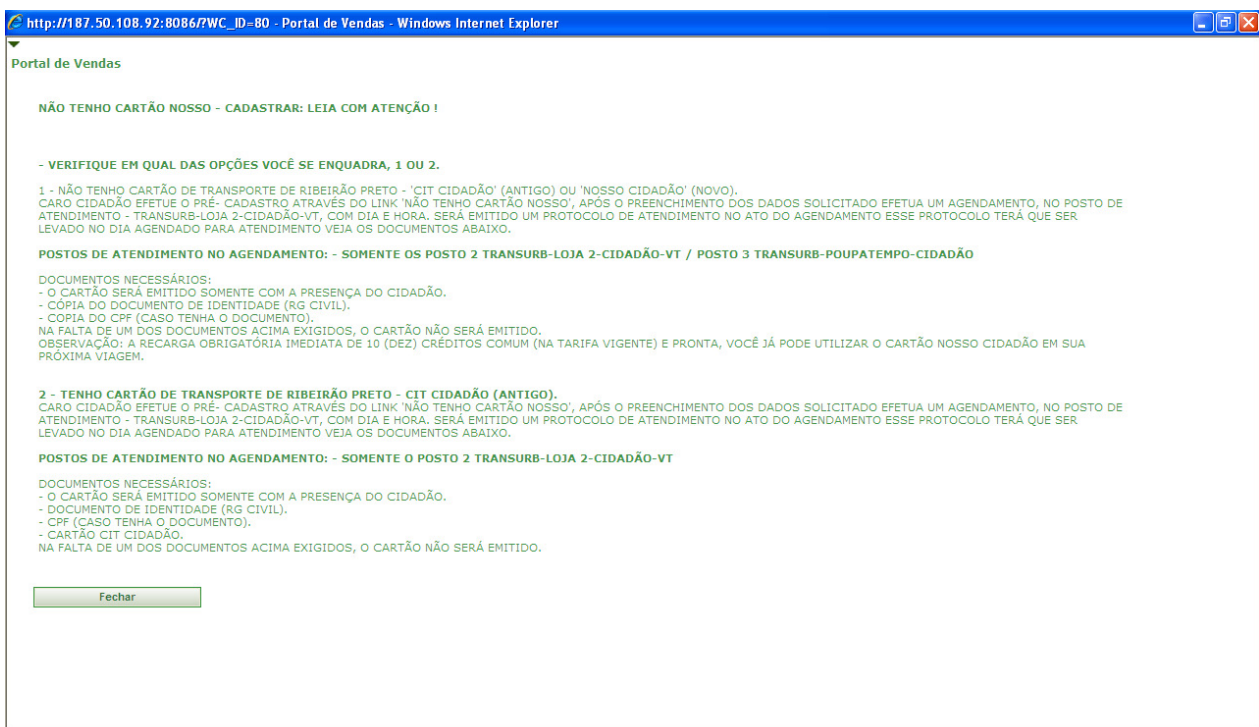 http://187.50.108.92:8086/?WC_ID=80 - Portal de Vendas - Windows Internet Explorer
Portal de Vendas
NÃO TENHO CARTÃO NOSSO - CADASTRAR: LEIA COM ATENÇÃO !
- VERIFIQUE EM QUAL DAS OPÇÕES VOCÊ SE ENQUADRA, 1 OU 2.
1 - NÃO TENHO CARTÃO DE TRANSPORTE DE RIBEIRÃO PRETO - 'CIT CIDADÃO' (ANTIGO) OU 'NOSSO CIDADÃO' (NOVO).
CARO CIDADÃO EFETUE O PRÉ- CADASTRO ATRAVÉS DO LINK 'NÃO TENHO CARTÃO NOSSO', APÓS O PREENCHIMENTO DOS DADOS SOLICITADO EFETUA UM AGENDAMENTO, NO POSTO DE
ATENDIMENTO - TRANSURB-LOJA 2-CIDADÃO-VT, COM DIA E HORA. SERÁ EMITIDO UM PROTOCOLO DE ATENDIMENTO NO ATO DO AGENDAMENTO ESSE PROTOCOLO TERÁ QUE SER
LEVADO NO DIA AGENDADO PARA ATENDIMENTO VEJA OS DOCUMENTOS ABAIXO.
POSTOS DE ATENDIMENTO NO AGENDAMENTO: - SOMENTE OS POSTO 2 TRANSURB-LOJA 2-CIDADÃO-VT / POSTO 3 TRANSURB-POUPATEMPO-CIDADÃO
DOCUMENTOS NECESSÁRIOS:
- O CARTÃO SERÁ EMITIDO SOMENTE COM A PRESENÇA DO CIDADÃO.
- CÓPIA DO DOCUMENTO DE IDENTIDADE (RG CIVIL).
- COPIA DO CPF (CASO TENHA O DOCUMENTO).
NA FALTA DE UM DOS DOCUMENTOS ACIMA EXIGIDOS, O CARTÃO NÃO SERÁ EMITIDO.
OBSERVAÇÃO: A RECARGA OBRIGATÓRIA IMEDIATA DE 10 (DEZ) CRÉDITOS COMUM (NA TARIFA VIGENTE) E PRONTA, VOCÊ JÁ PODE UTILIZAR O CARTÃO NOSSO CIDADÃO EM SUA
PRÓXIMA VIAGEM.
2 - TENHO CARTÃO DE TRANSPORTE DE RIBEIRÃO PRETO - CIT CIDADÃO (ANTIGO).
CARO CIDADÃO EFETUE O PRÉ- CADASTRO ATRAVÉS DO LINK 'NÃO TENHO CARTÃO NOSSO', APÓS O PREENCHIMENTO DOS DADOS SOLICITADO EFETUA UM AGENDAMENTO, NO POSTO DE
ATENDIMENTO - TRANSURB-LOJA 2-CIDADÃO-VT, COM DIA E HORA. SERÁ EMITIDO UM PROTOCOLO DE ATENDIMENTO NO ATO DO AGENDAMENTO ESSE PROTOCOLO TERÁ QUE SER
LEVADO NO DIA AGENDADO PARA ATENDIMENTO VEJA OS DOCUMENTOS ABAIXO.
POSTOS DE ATENDIMENTO NO AGENDAMENTO: - SOMENTE O POSTO 2 TRANSURB-LOJA 2-CIDADÃO-VT
DOCUMENTOS NECESSÁRIOS:
- O CARTÃO SERÁ EMITIDO SOMENTE COM A PRESENÇA DO CIDADÃO.
- DOCUMENTO DE IDENTIDADE (RG CIVIL).
- CPF (CASO TENHA O DOCUMENTO).
- CARTÃO CIT CIDADÃO.
NA FALTA DE UM DOS DOCUMENTOS ACIMA EXIGIDOS, O CARTÃO NÃO SERÁ EMITIDO.
Fechar